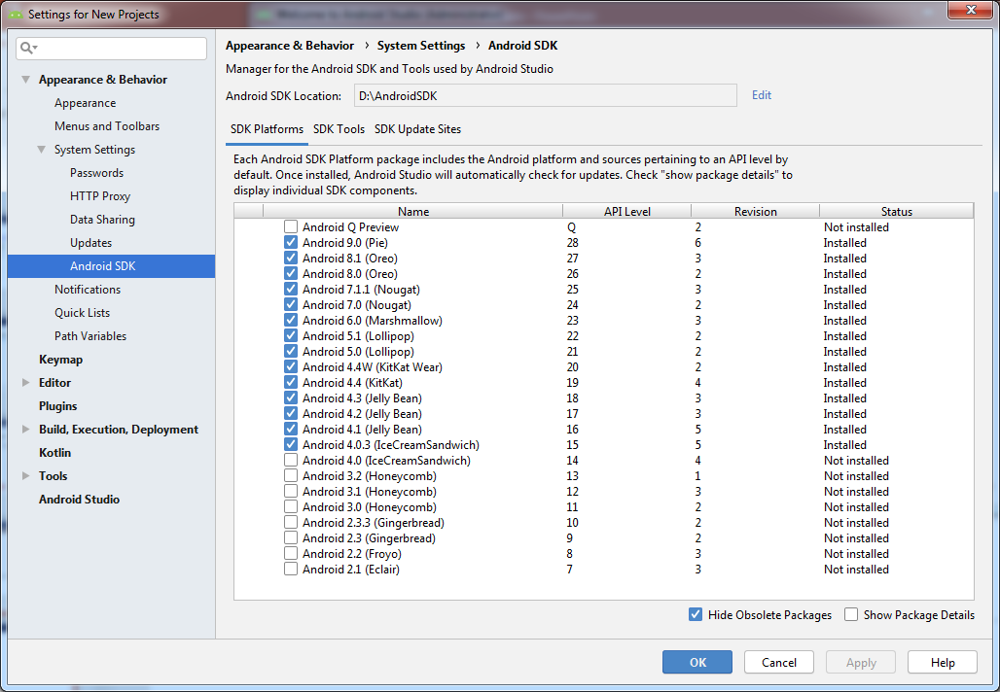 Settings for New Projects
Appearance & Behavior
Appearance
Menus and Toolbars
System Settings
Passwords
HTTP Proxy
Data Sharing
Updates
Android SDK
Notifications
Quick Lists
Path Variables
Keymap
Editor
Plugins
Build, Execution, Deployment
Kotlin
Tools
Android Studio
Appearance & Behavior › System Settings › Android SDK
Manager for the Android SDK and Tools used by Android Studio
Android SDK Location: D:\AndroidSDK Edit
SDK Platforms SDK Tools SDK Update Sites
Each Android SDK Platform package includes the Android platform and sources pertaining to an API level by
default. Once installed, Android Studio will automatically check for updates. Check "show package details" to
display individual SDK components.
Name API Level Revision Status
Android Q Preview Q 2 Not installed
Android 9.0 (Pie) 28 6 Installed
Android 8.1 (Oreo) 27 3 Installed
Android 8.0 (Oreo) 26 2 Installed
Android 7.1.1 (Nougat) 25 3 Installed
Android 7.0 (Nougat) 24 2 Installed
Android 6.0 (Marshmallow) 23 3 Installed
Android 5.1 (Lollipop) 22 2 Installed
Android 5.0 (Lollipop) 21 2 Installed
Android 4.4W (KitKat Wear) 20 2 Installed
Android 4.4 (KitKat) 19 4 Installed
Android 4.3 (Jelly Bean) 18 3 Installed
Android 4.2 (Jelly Bean) 17 3 Installed
Android 4.1 (Jelly Bean) 16 5 Installed
Android 4.0.3 (IceCreamSandwich) 15 5 Installed
Android 4.0 (IceCreamSandwich) 14 4 Not installed
Android 3.2 (Honeycomb) 13 1 Not installed
Android 3.1 (Honeycomb) 12 3 Not installed
Android 3.0 (Honeycomb) 11 2 Not installed
Android 2.3.3 (Gingerbread) 10 2 Not installed
Android 2.3 (Gingerbread) 9 2 Not installed
Android 2.2 (Froyo) 8 3 Not installed
Android 2.1 (Eclair) 7 3 Not installed
Hide Obsolete Packages Show Package Details
OK Cancel Apply Help